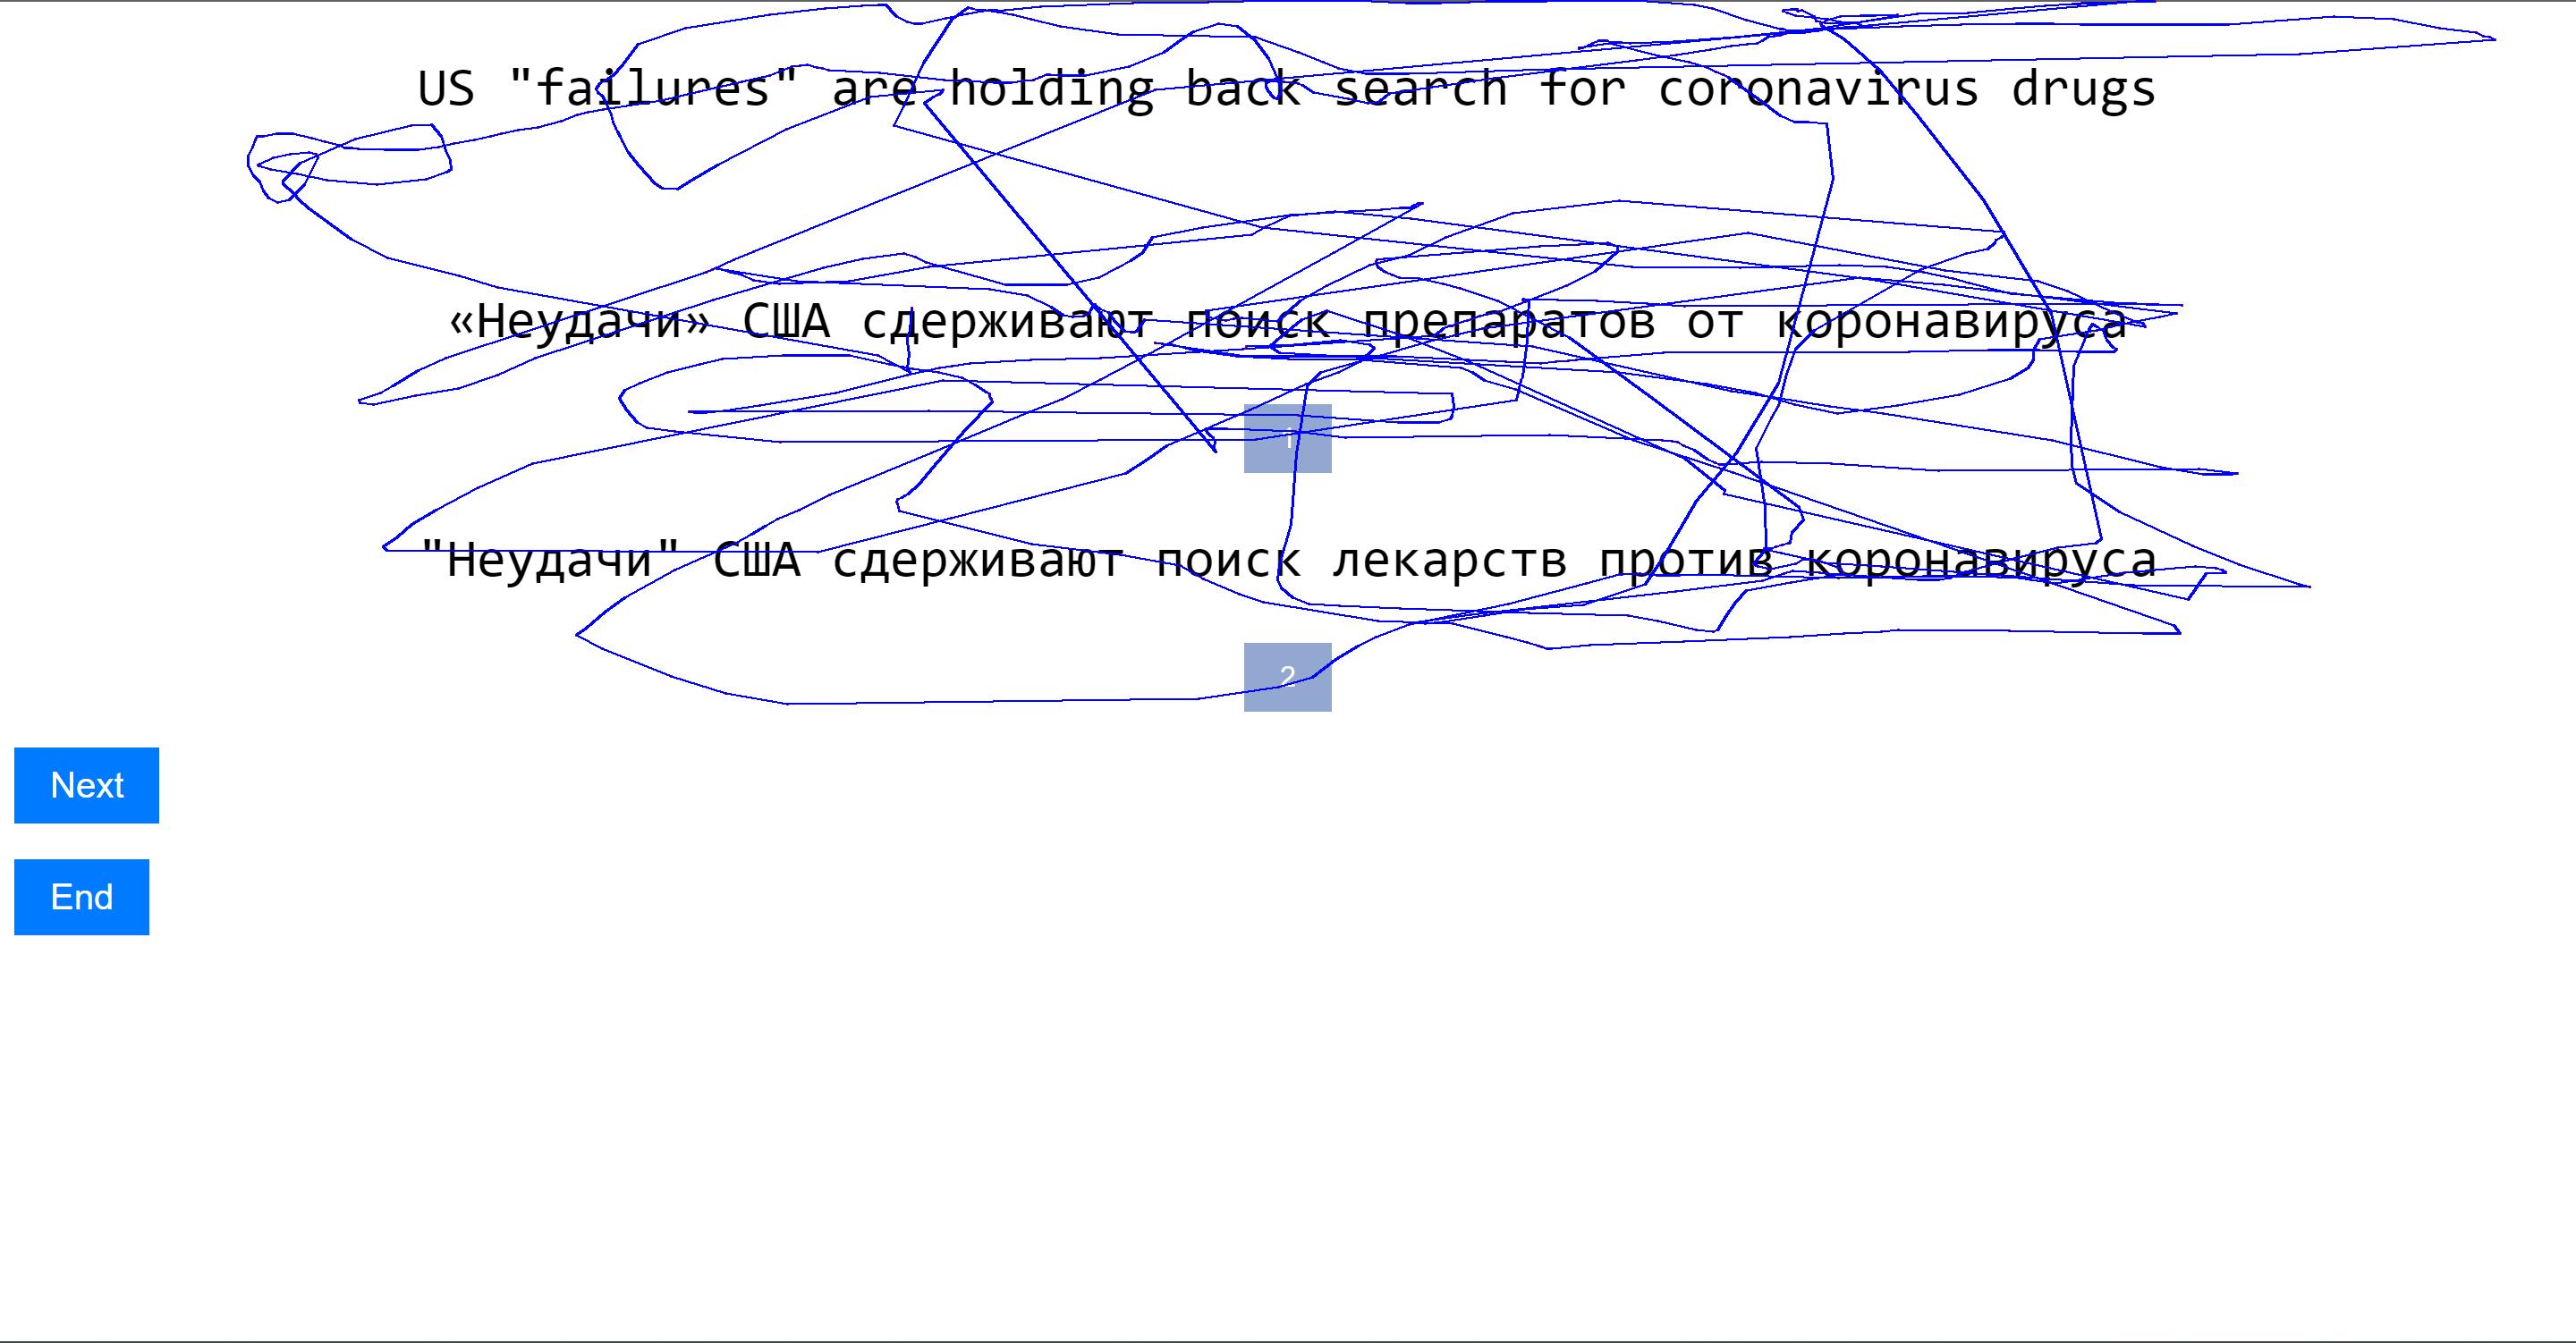 US "failures" are holding back search for coronavirus drugs
«Неудачи» США сдерживают поиск препаратов от коронавируса
1
"Неудачи" США сдерживают поиск лекарств против коронавируса
2
Next
End